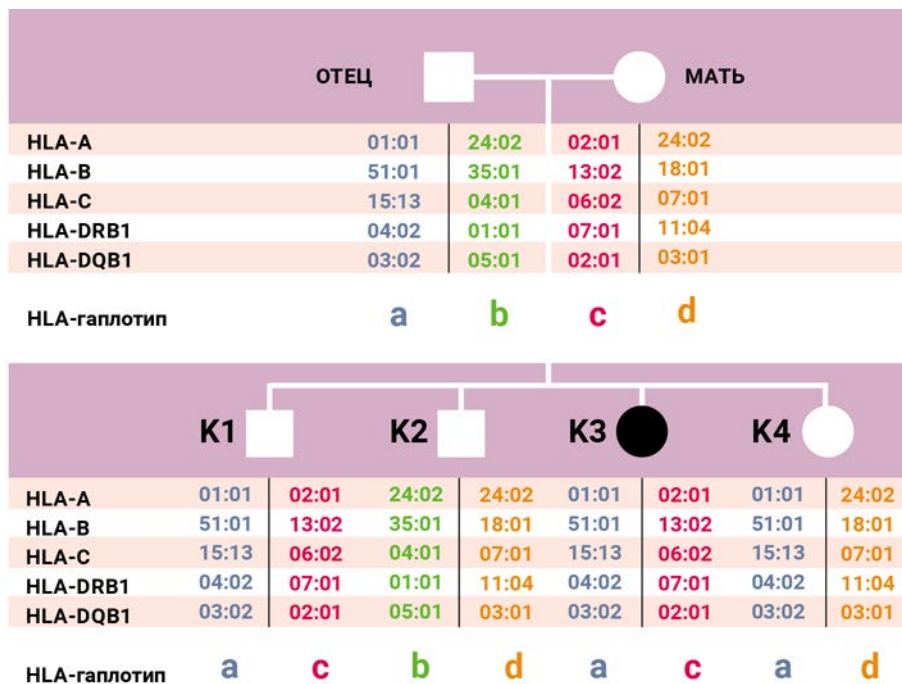 ОТЕЦ МАТЬ
HLA-A 01:01 24:02 02:01 24:02
HLA-B 51:01 35:01 13:02 18:01
HLA-C 15:13 04:01 06:02 07:01
HLA-DRB1 04:02 01:01 07:01 11:04
HLA-DQB1 03:02 05:01 02:01 03:01
HLA-гаплотип a b c d
K1 K2 K3 K4
HLA-A 01:01 02:01 24:02 24:02 01:01 02:01 01:01 24:02
HLA-B 51:01 13:02 35:01 18:01 51:01 13:02 51:01 18:01
HLA-C 15:13 06:02 04:01 07:01 15:13 06:02 15:13 07:01
HLA-DRB1 04:02 07:01 01:01 11:04 04:02 07:01 04:02 11:04
HLA-DQB1 03:02 02:01 05:01 03:01 03:02 02:01 03:02 03:01
HLA-гаплотип a c b d a c a d